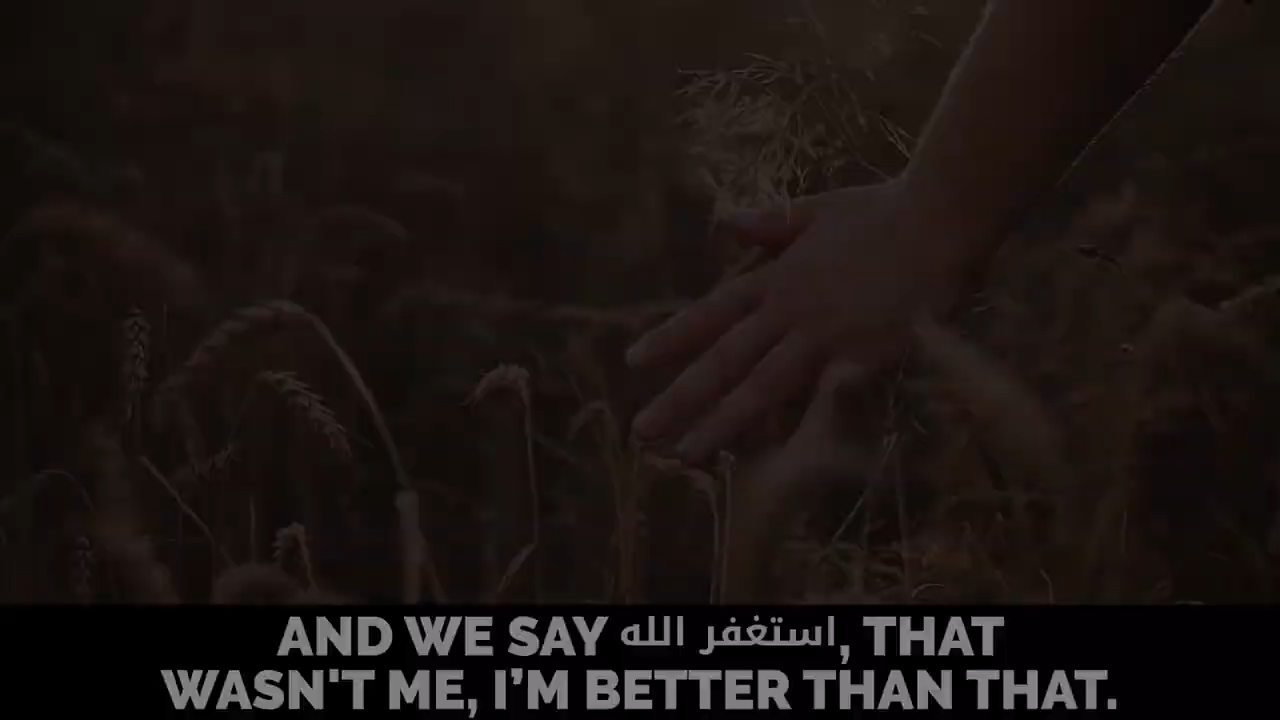 AND WE SAY استغفر الله, THAT
WASN'T ME, I’M BETTER THAN THAT.